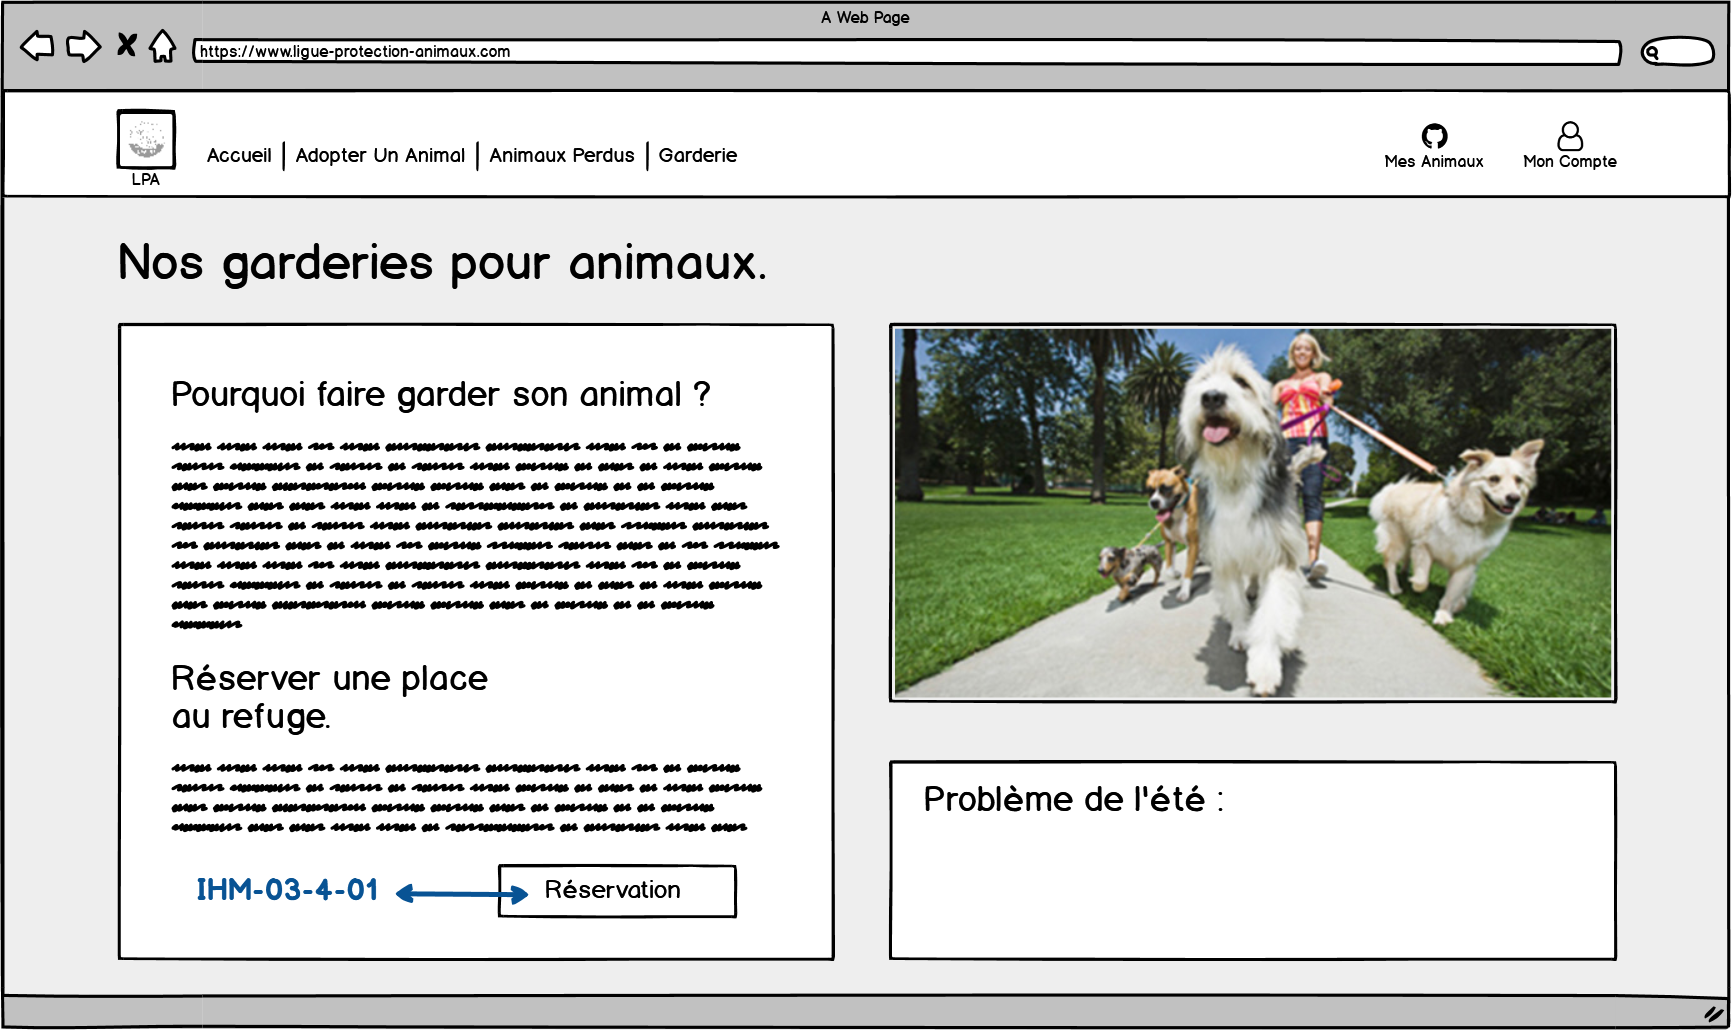 A Web Page
https://www.ligue-protection-animaux.com
LPA
Accueil | Adopter Un Animal | Animaux Perdus | Garderie
Mes Animaux
Mon Compte
Nos garderies pour animaux.
Pourquoi faire garder son animal ?
Réserver une place
au refuge.
IHM-03-4-01
Réservation
Problème de l'été :